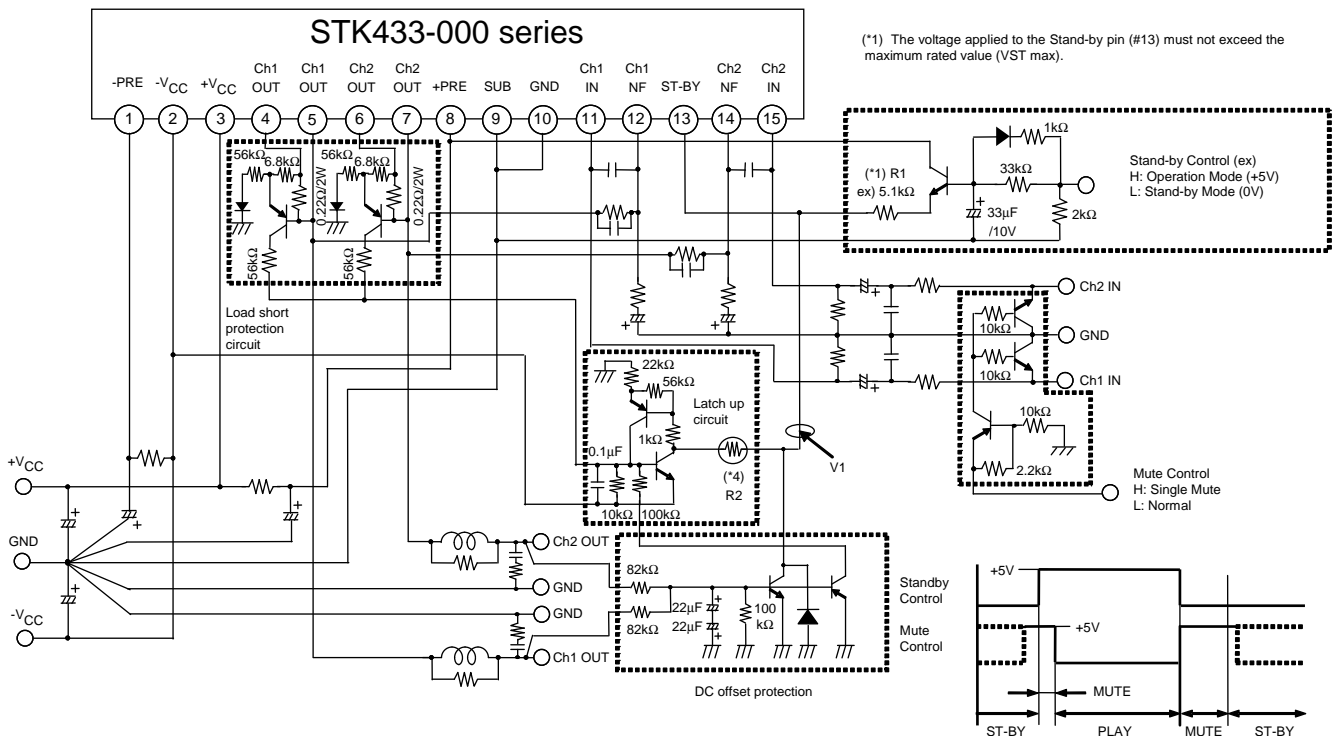 STK433-000 series
(*1) The voltage applied to the Stand-by pin (#13) must not exceed the
maximum rated value (VST max).
-PRE
-VCC
+VCC
Ch1
OUT
Ch1
OUT
Ch2
OUT
Ch2
OUT
+PRE
SUB
GND
Ch1
IN
Ch1
NF
ST-BY
Ch2
NF
Ch2
IN
1
2
3
4
5
6
7
8
9
10
11
12
13
14
15
56kΩ
6.8kΩ
0.22Ω/2W
56kΩ
56kΩ
6.8kΩ
0.22Ω/2W
56kΩ
Load short
protection
circuit
1kΩ
(*1) R1
ex) 5.1kΩ
33kΩ
+
33µF
/10V
2kΩ
Stand-by Control (ex)
H: Operation Mode (+5V)
L: Stand-by Mode (0V)
+
+
+
+
Ch2 IN
GND
Ch1 IN
10kΩ
10kΩ
10kΩ
2.2kΩ
Mute Control
H: Single Mute
L: Normal
22kΩ
56kΩ
Latch up
circuit
1kΩ
0.1µF
(*4)
R2
10kΩ
100kΩ
V1
+VCC
GND
-VCC
+
+
+
+
Ch2 OUT
GND
GND
Ch1 OUT
82kΩ
82kΩ
22µF
+
22µF
+
100
kΩ
DC offset protection
Standby
Control
Mute
Control
+5V
+5V
MUTE
ST-BY
PLAY
MUTE
ST-BY